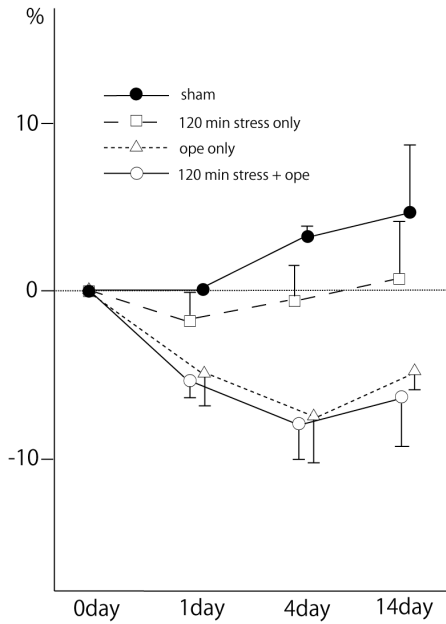 %
sham
10
120 min stress only
ope only
120 min stress + ope
0
-10
0day 1day 4day 14day